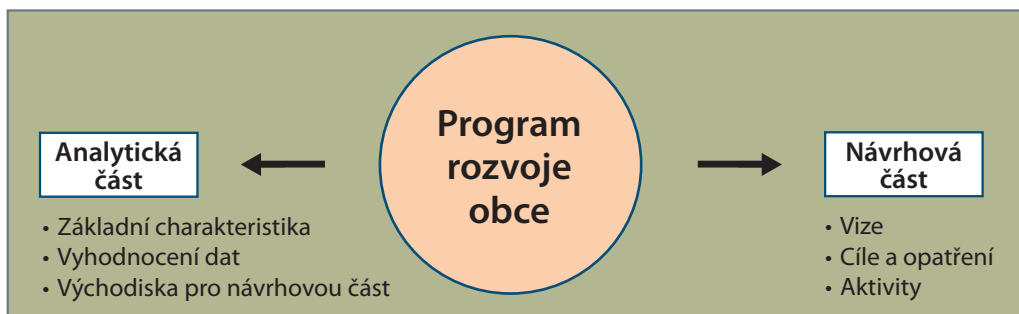 Program
rozvoje
obce
Analytická
část
• Základní charakteristika
• Vyhodnocení dat
• Východiska pro návrhovou část
Návrhová
část
• Vize
• Cíle a opatření
• Aktivity